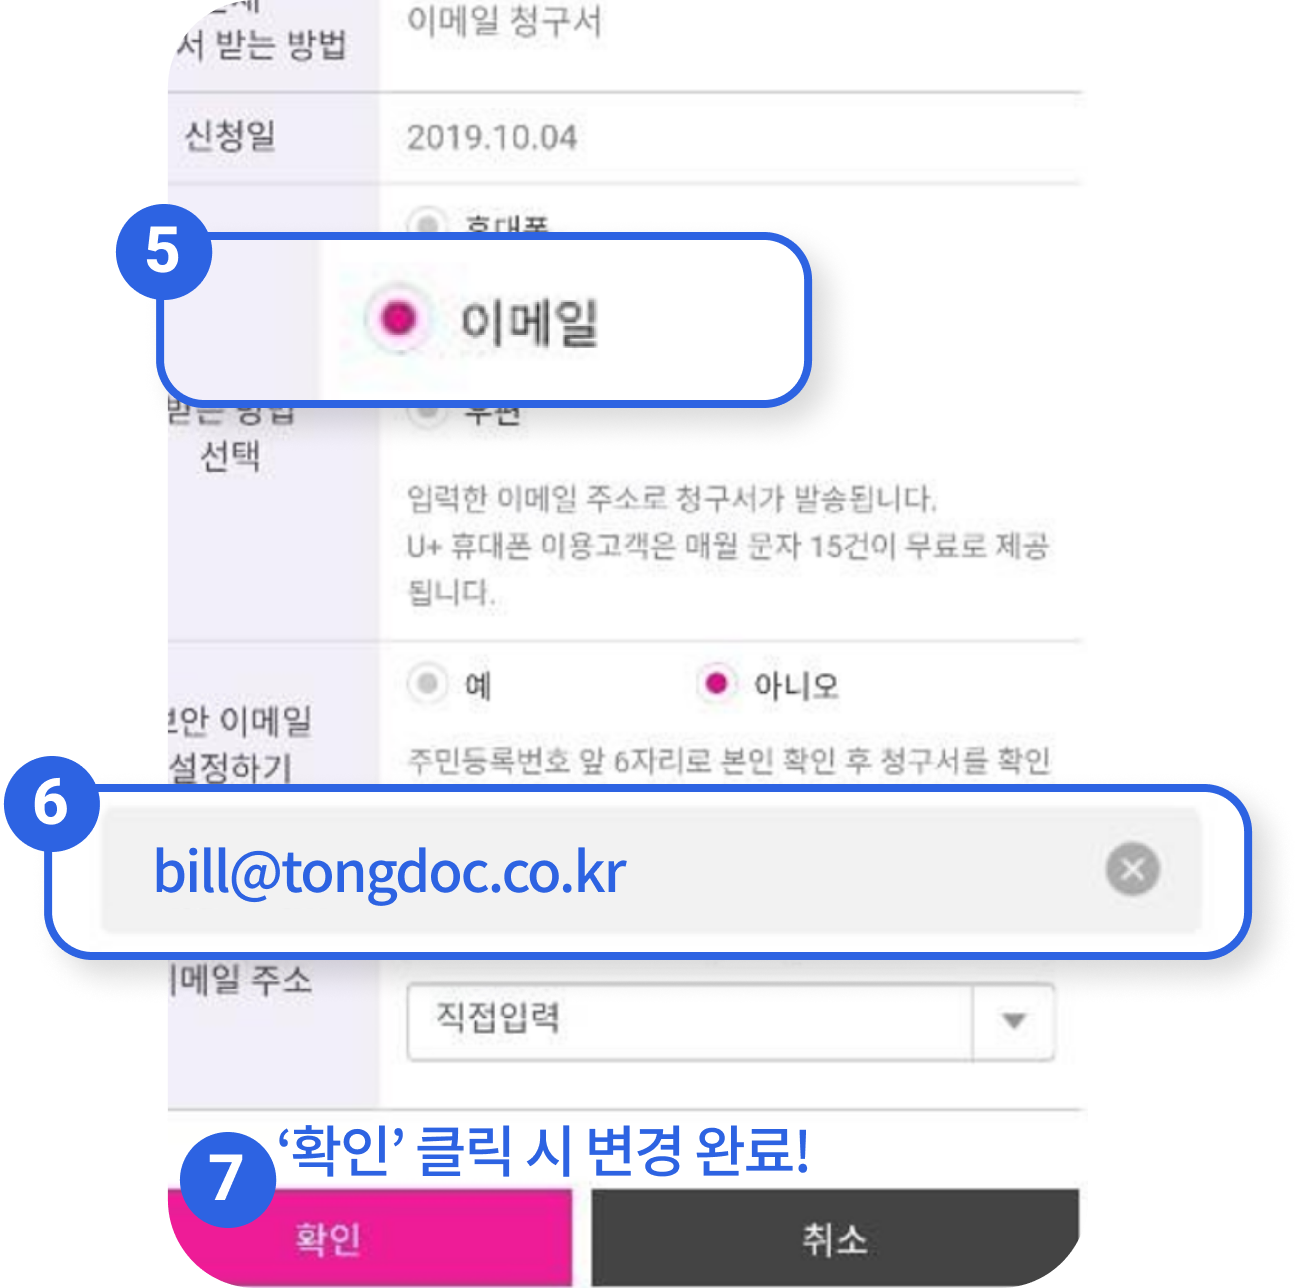 서 받는 방법
이메일 청구서
신청일
2019.10.04
휴대폰
5
이메일
우편
받는 방법
선택
입력한 이메일 주소로 청구서가 발송됩니다.
U+ 휴대폰 이용고객은 매월 문자 15건이 무료로 제공
됩니다.
예
아니오
보안 이메일
설정하기
주민등록번호 앞 6자리로 본인 확인 후 청구서를 확인
6
bill@tongdoc.co.kr
이메일 주소
직접입력
7
‘확인’ 클릭 시 변경 완료!
확인
취소